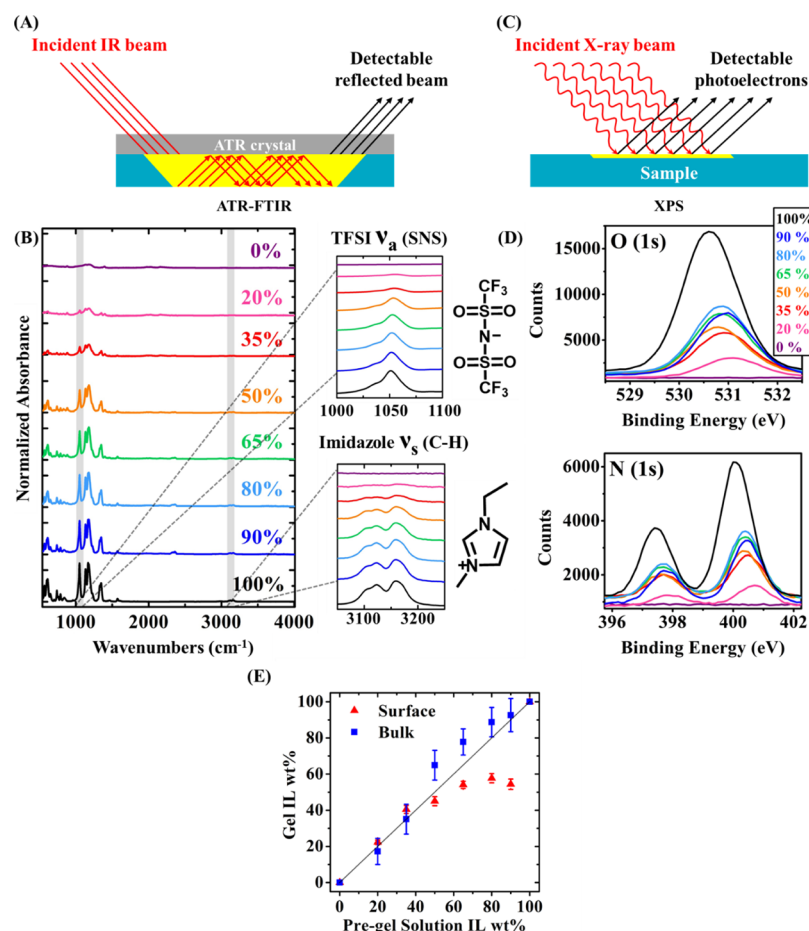 (A)
Incident IR beam
Detectable
reflected beam
ATR crystal
ATR-FTIR
(C)
Incident X-ray beam
Detectable
photoelectrons
Sample
XPS
(B)
Normalized Absorbance
0%
20%
35%
50%
65%
80%
90%
100%
1000 2000 3000 4000
Wavenumbers (cm-1)
TFSI νa (SNS)
1000 1050 1100
CF3
O=S=O
N−
O=S=O
CF3
Imidazole νs (C-H)
3100 3200
N
N
+
(D)
O (1s)
100%
90 %
80%
65 %
50 %
35 %
20 %
0 %
Counts
15000
10000
5000
0
529 530 531 532
Binding Energy (eV)
N (1s)
Counts
6000
4000
2000
396 398 400 402
Binding Energy (eV)
(E)
Surface
Bulk
Gel IL wt%
100
80
60
40
20
0
0 20 40 60 80 100
Pre-gel Solution IL wt%